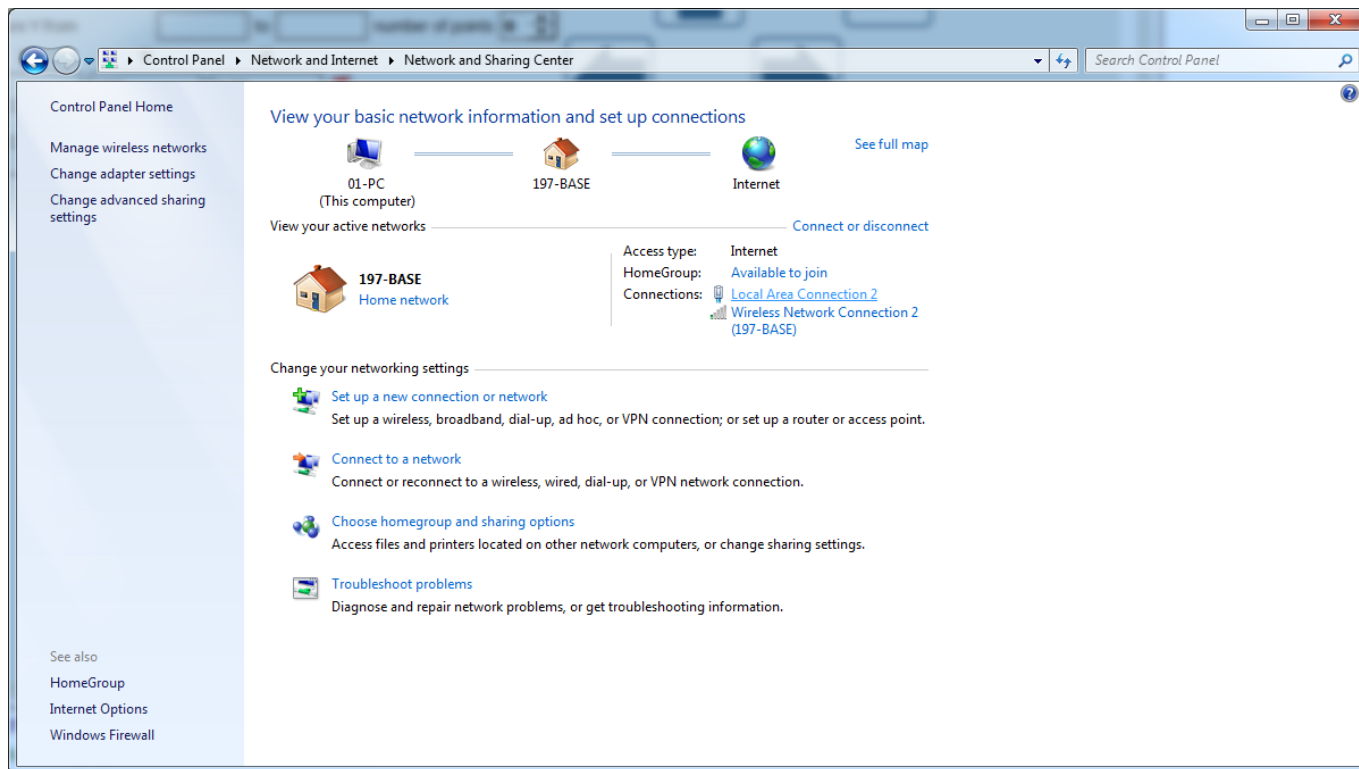 number of points
Control Panel Network and Internet Network and Sharing Center
Search Control Panel
Control Panel Home
Manage wireless networks
Change adapter settings
Change advanced sharing
settings
View your basic network information and set up connections
See full map
01-PC
(This computer)
197-BASE
Internet
View your active networks
Connect or disconnect
197-BASE
Home network
Access type: Internet
HomeGroup: Available to join
Connections: Local Area Connection 2
Wireless Network Connection 2
(197-BASE)
Change your networking settings
Set up a new connection or network
Set up a wireless, broadband, dial-up, ad hoc, or VPN connection; or set up a router or access point.
Connect to a network
Connect or reconnect to a wireless, wired, dial-up, or VPN network connection.
Choose homegroup and sharing options
Access files and printers located on other network computers, or change sharing settings.
Troubleshoot problems
Diagnose and repair network problems, or get troubleshooting information.
See also
HomeGroup
Internet Options
Windows Firewall